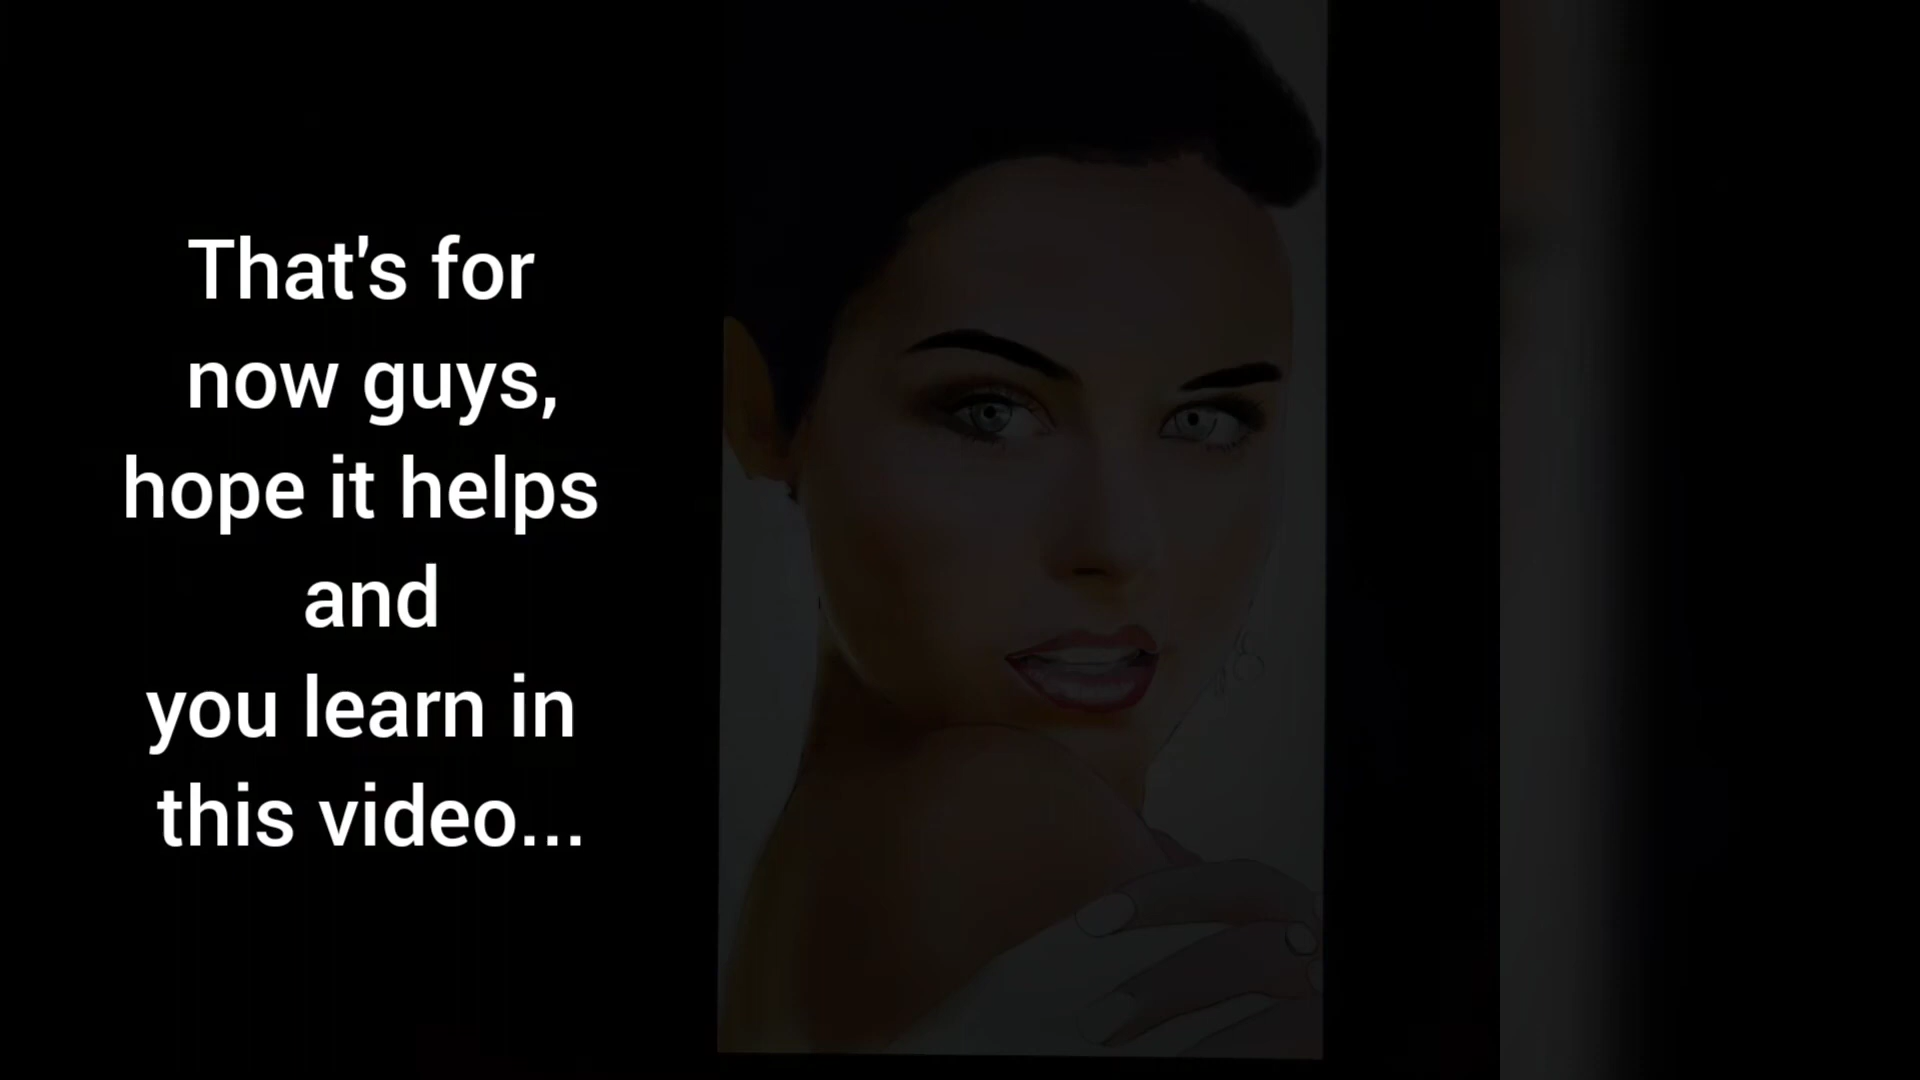 That's for
now guys,
hope it helps
and
you learn in
this video...